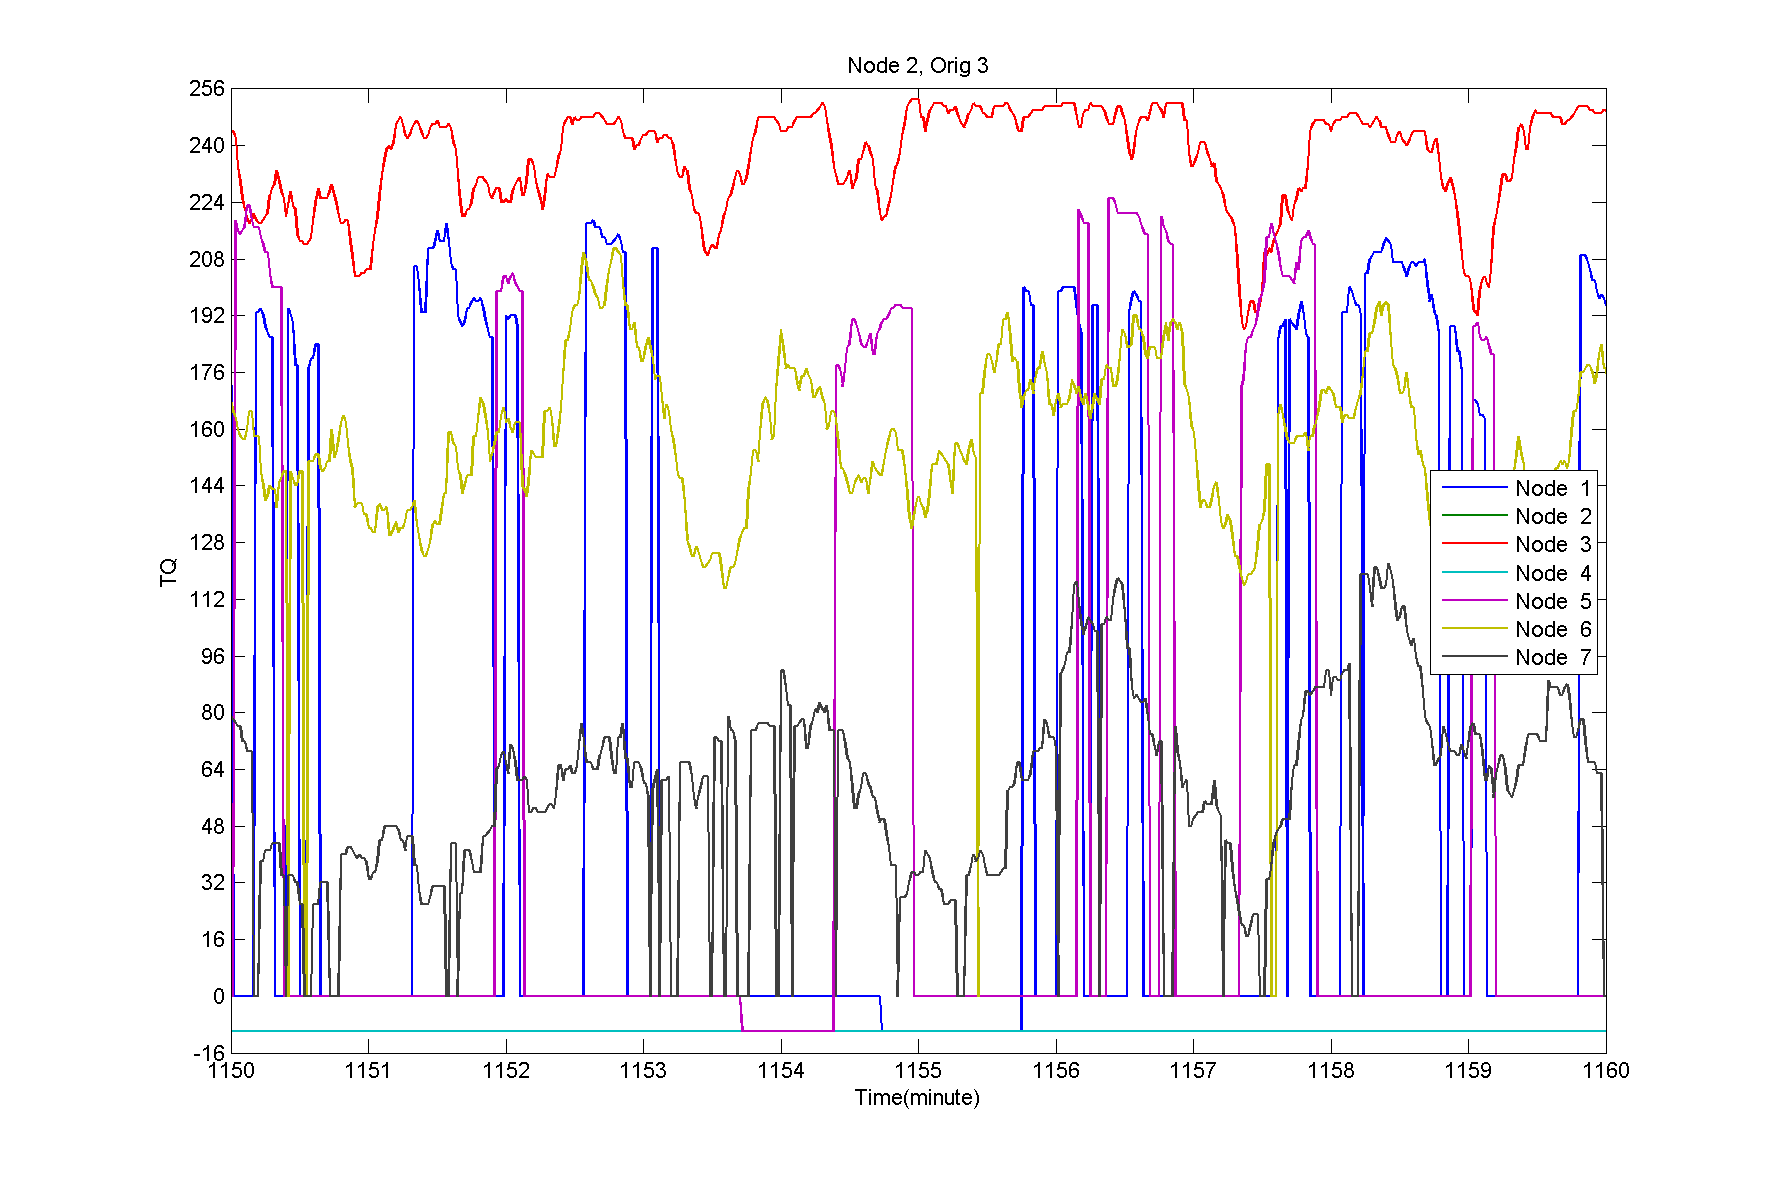 Node 2, Orig 3
256
240
224
208
192
176
160
144
128
112
96
80
64
48
32
16
0
-16
TQ
Node 1
Node 2
Node 3
Node 4
Node 5
Node 6
Node 7
1150 1151 1152 1153 1154 1155 1156 1157 1158 1159 1160
Time(minute)